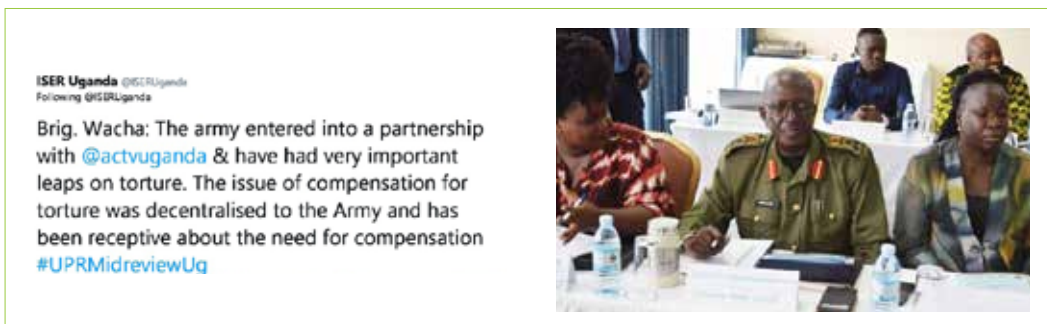 ISER Uganda @ISERUganda
Following @ISERUganda
Brig. Wacha: The army entered into a partnership
with @actvuganda & have had very important
leaps on torture. The issue of compensation for
torture was decentralised to the Army and has
been receptive about the need for compensation
#UPRMidreviewUg